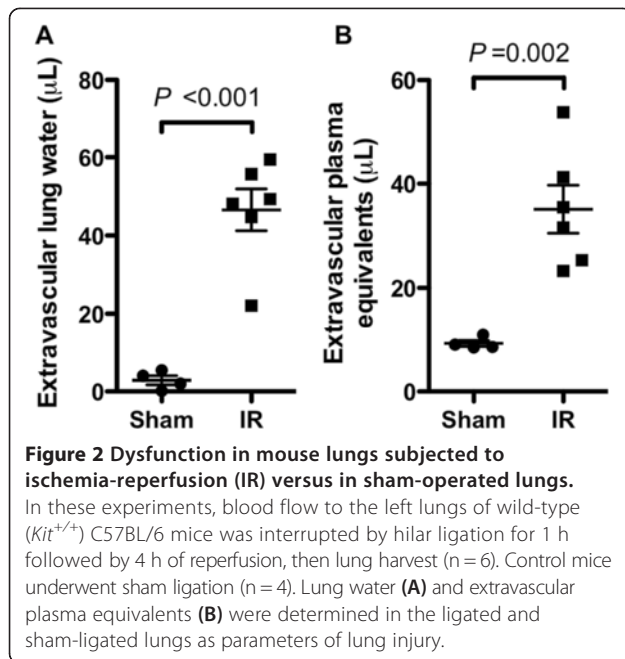 A
B
P <0.001
P =0.002
Extravascular lung water (µL)
80
60
40
20
0
Sham
IR
Extravascular plasma
equivalents (µL)
60
40
20
0
Sham
IR
Figure 2 Dysfunction in mouse lungs subjected to
ischemia-reperfusion (IR) versus in sham-operated lungs.
In these experiments, blood flow to the left lungs of wild-type
(Kit+/+) C57BL/6 mice was interrupted by hilar ligation for 1 h
followed by 4 h of reperfusion, then lung harvest (n = 6). Control mice
underwent sham ligation (n = 4). Lung water (A) and extravascular
plasma equivalents (B) were determined in the ligated and
sham-ligated lungs as parameters of lung injury.